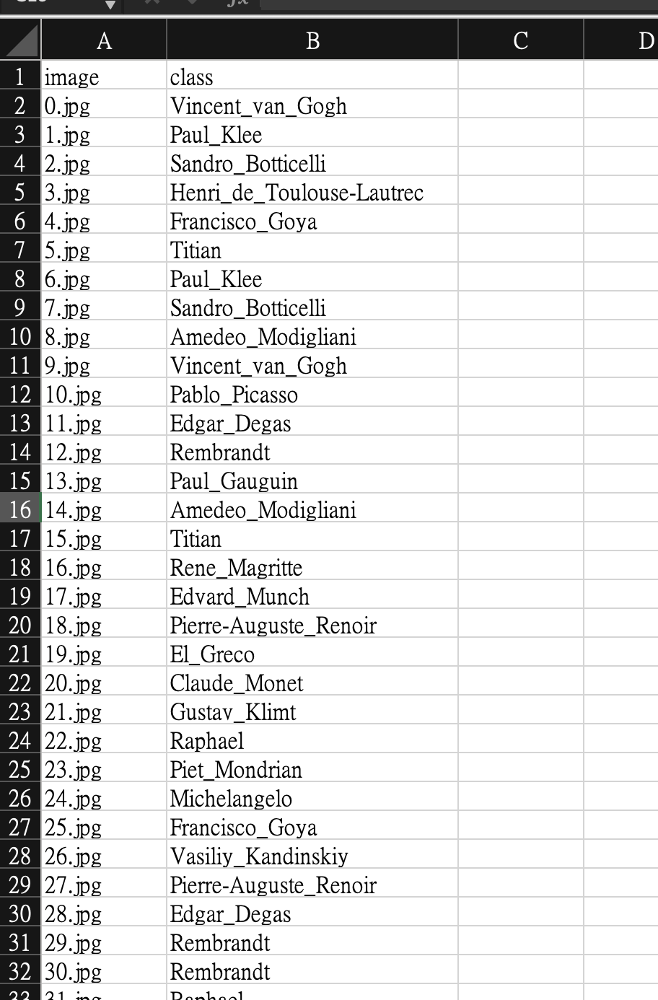 A B C D
1 image class
2 0.jpg Vincent_van_Gogh
3 1.jpg Paul_Klee
4 2.jpg Sandro_Botticelli
5 3.jpg Henri_de_Toulouse-Lautrec
6 4.jpg Francisco_Goya
7 5.jpg Titian
8 6.jpg Paul_Klee
9 7.jpg Sandro_Botticelli
10 8.jpg Amedeo_Modigliani
11 9.jpg Vincent_van_Gogh
12 10.jpg Pablo_Picasso
13 11.jpg Edgar_Degas
14 12.jpg Rembrandt
15 13.jpg Paul_Gauguin
16 14.jpg Amedeo_Modigliani
17 15.jpg Titian
18 16.jpg Rene_Magritte
19 17.jpg Edvard_Munch
20 18.jpg Pierre-Auguste_Renoir
21 19.jpg El_Greco
22 20.jpg Claude_Monet
23 21.jpg Gustav_Klimt
24 22.jpg Raphael
25 23.jpg Piet_Mondrian
26 24.jpg Michelangelo
27 25.jpg Francisco_Goya
28 26.jpg Vasiliy_Kandinskiy
29 27.jpg Pierre-Auguste_Renoir
30 28.jpg Edgar_Degas
31 29.jpg Rembrandt
32 30.jpg Rembrandt
33 31.jpg Raphael